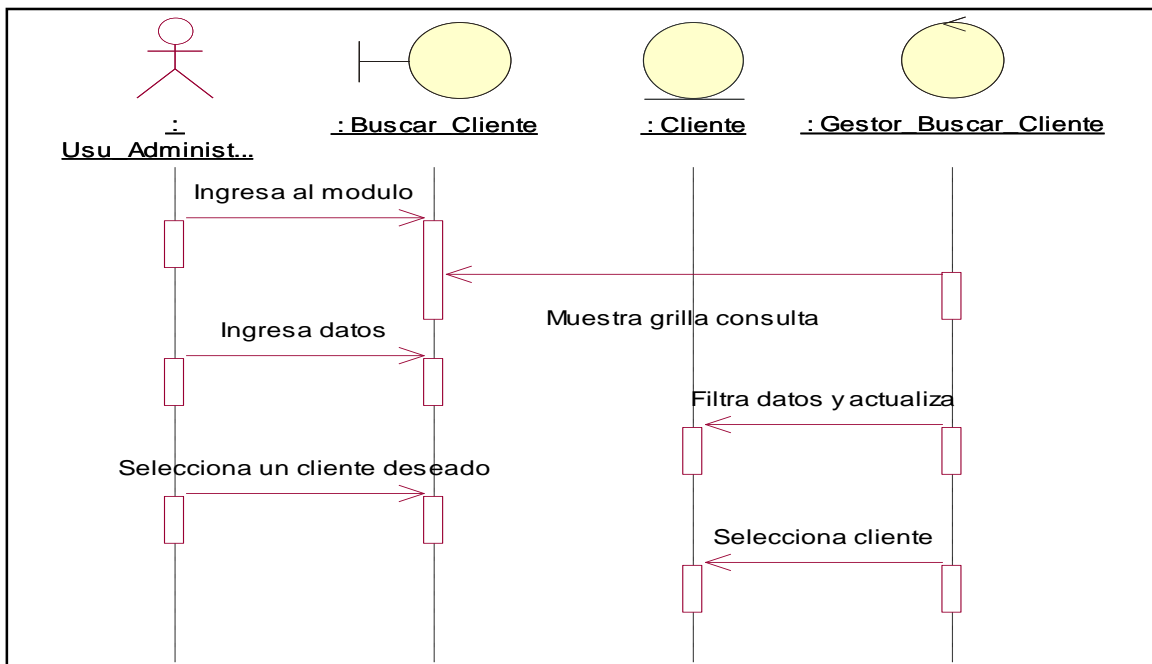 :
Usu_Administ...
: Buscar_Cliente
: Cliente
: Gestor_Buscar_Cliente
Ingresa al modulo
Muestra grilla consulta
Ingresa datos
Filtra datos y actualiza
Selecciona un cliente deseado
Selecciona cliente